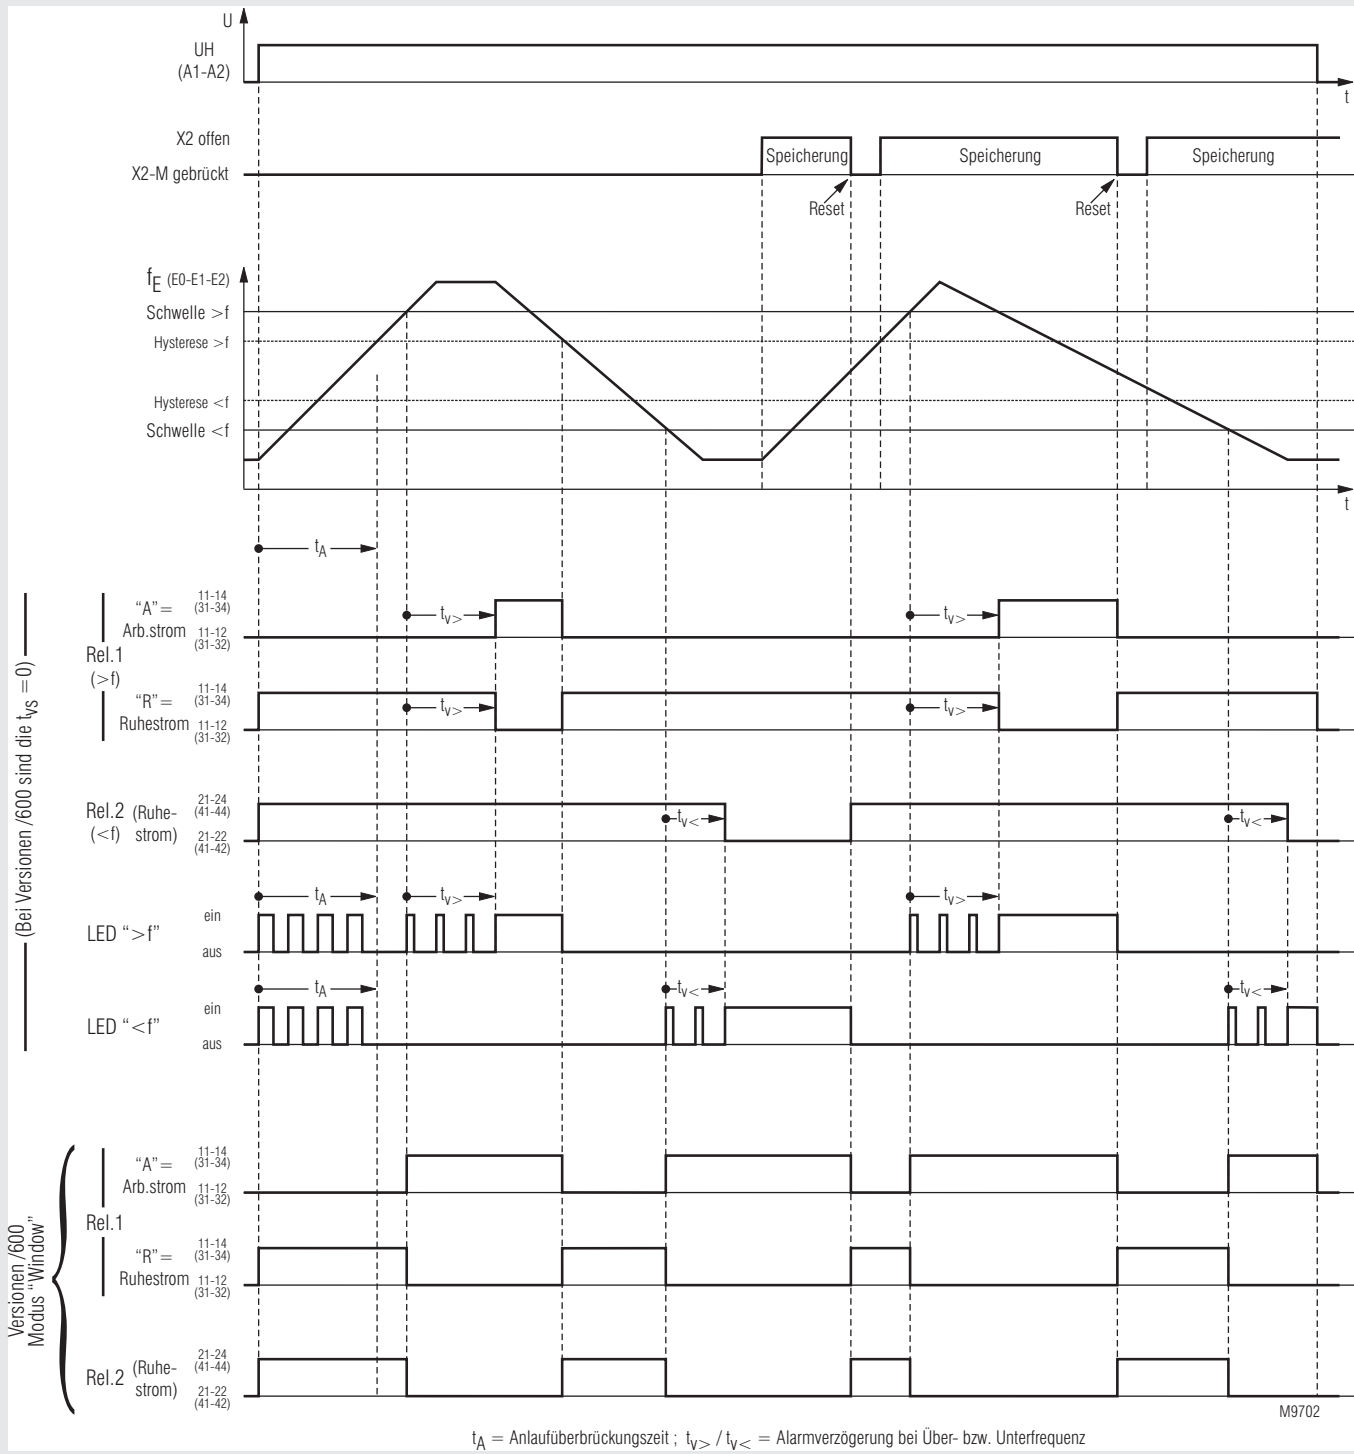 U
UH
(A1-A2)
t
X2 offen
Speicherung Speicherung Speicherung
X2-M gebrückt
Reset Reset
fE (E0-E1-E2)
Schwelle >f
Hysterese >f
Hysterese <f
Schwelle <f
t
tA
(Bei Versionen /600 sind die tvs = 0)
Rel.1
(>f)
"A" =
Arb.strom
11-14
(31-34)
11-12
(31-32)
tv> tv>
"R" =
Ruhestrom
11-14
(31-34)
11-12
(31-32)
tv> tv>
Rel.2 (Ruhe-
(<f) strom)
21-24
(41-44)
21-22
(41-42)
tv< tv<
tA tv> tv>
LED ">f"
ein
aus
tA tv< tv<
LED "<f"
ein
aus
Versionen /600
Modus "Window"
Rel.1
"A" =
Arb.strom
11-14
(31-34)
11-12
(31-32)
"R" =
Ruhestrom
11-14
(31-34)
11-12
(31-32)
Rel.2 (Ruhe-
strom)
21-24
(41-44)
21-22
(41-42)
M9702
tA = Anlaufüberbrückungszeit ; tv> / tv< = Alarmverzögerung bei Über- bzw. Unterfrequenz